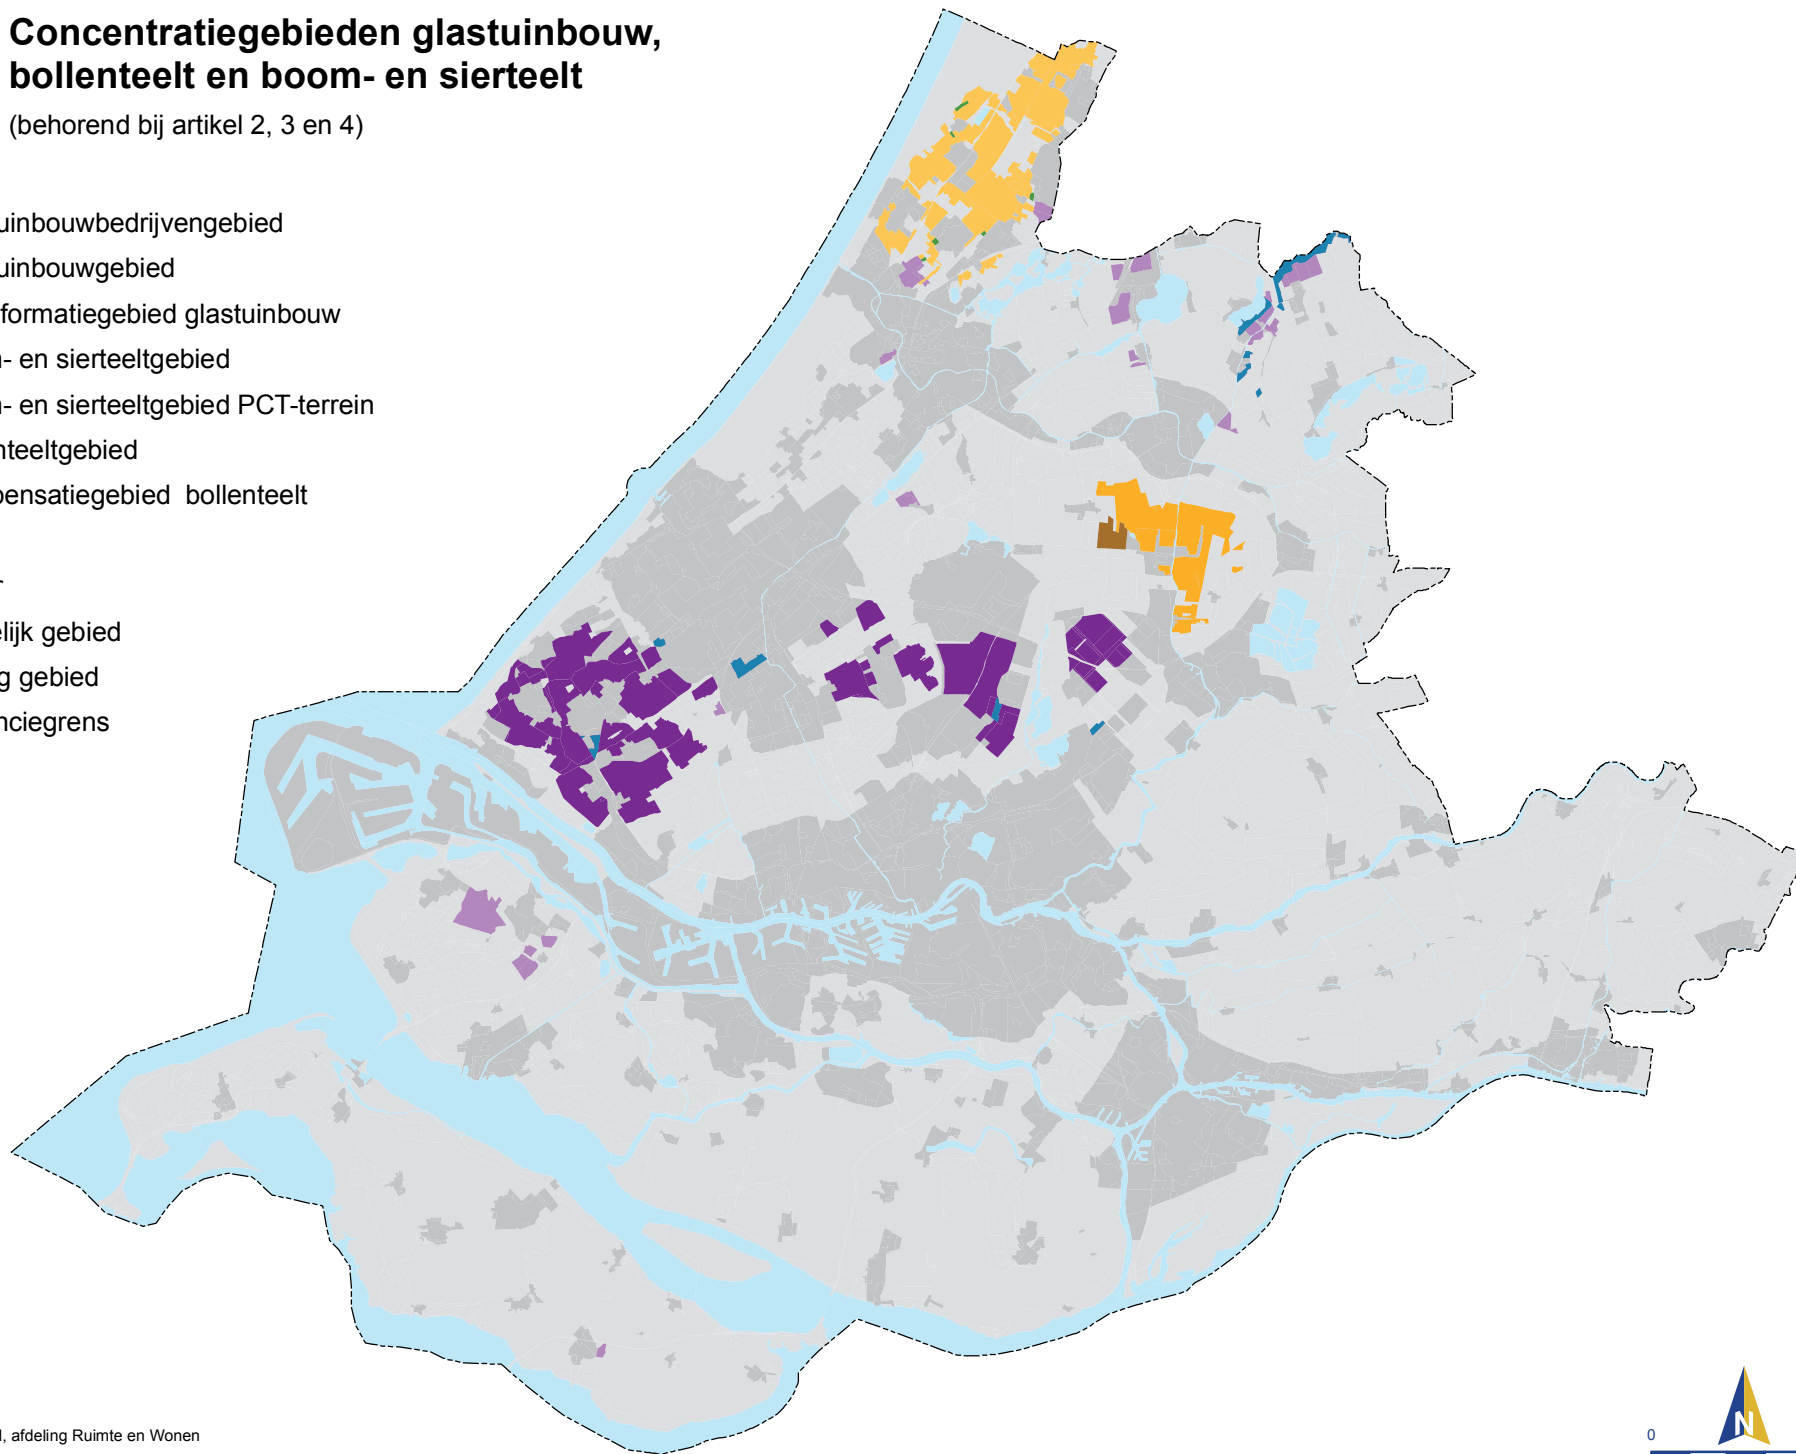 Concentratiegebieden glastuinbouw,
bollenteelt en boom- en sierteelt
(behorend bij artikel 2, 3 en 4)
uinbouwbedrijvengebied
uinbouwgebied
formatiegebied glastuinbouw
- en sierteeltgebied
- en sierteeltgebied PCT-terrein
nteeltgebied
pensatiegebied bollenteelt
r
elijk gebied
g gebied
nciegrens
, afdeling Ruimte en Wonen
0
N